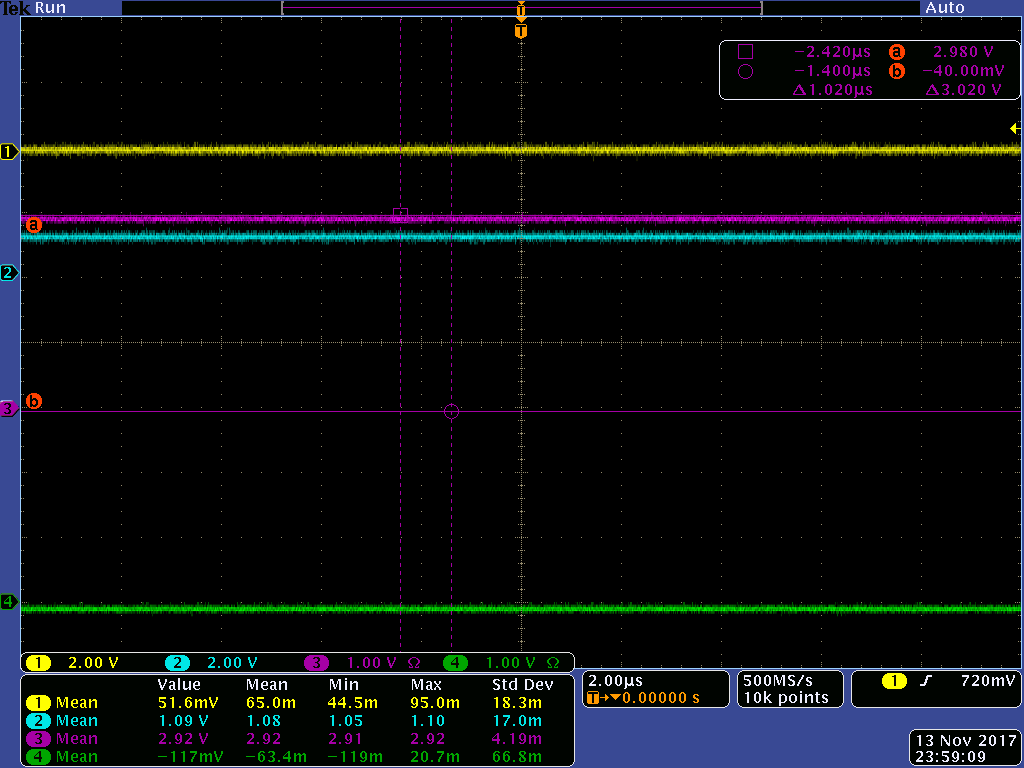 Tek Run Auto
T
T
−2.420µs a 2.980 V
−1.400µs b −40.00mV
Δ1.020µs Δ3.020 V
1
a
2
b
3
4
1 2.00 V 2 2.00 V 3 1.00 V Ω 4 1.00 V Ω
Value Mean Min Max Std Dev
1 Mean 51.6mV 65.0m 44.5m 95.0m 18.3m
2 Mean 1.09 V 1.08 1.05 1.10 17.0m
3 Mean 2.92 V 2.92 2.91 2.92 4.19m
4 Mean −117mV −63.4m −119m 20.7m 66.8m
2.00µs
T→▼0.00000 s
500MS/s
10k points
1 720mV
13 Nov 2017
23:59:09